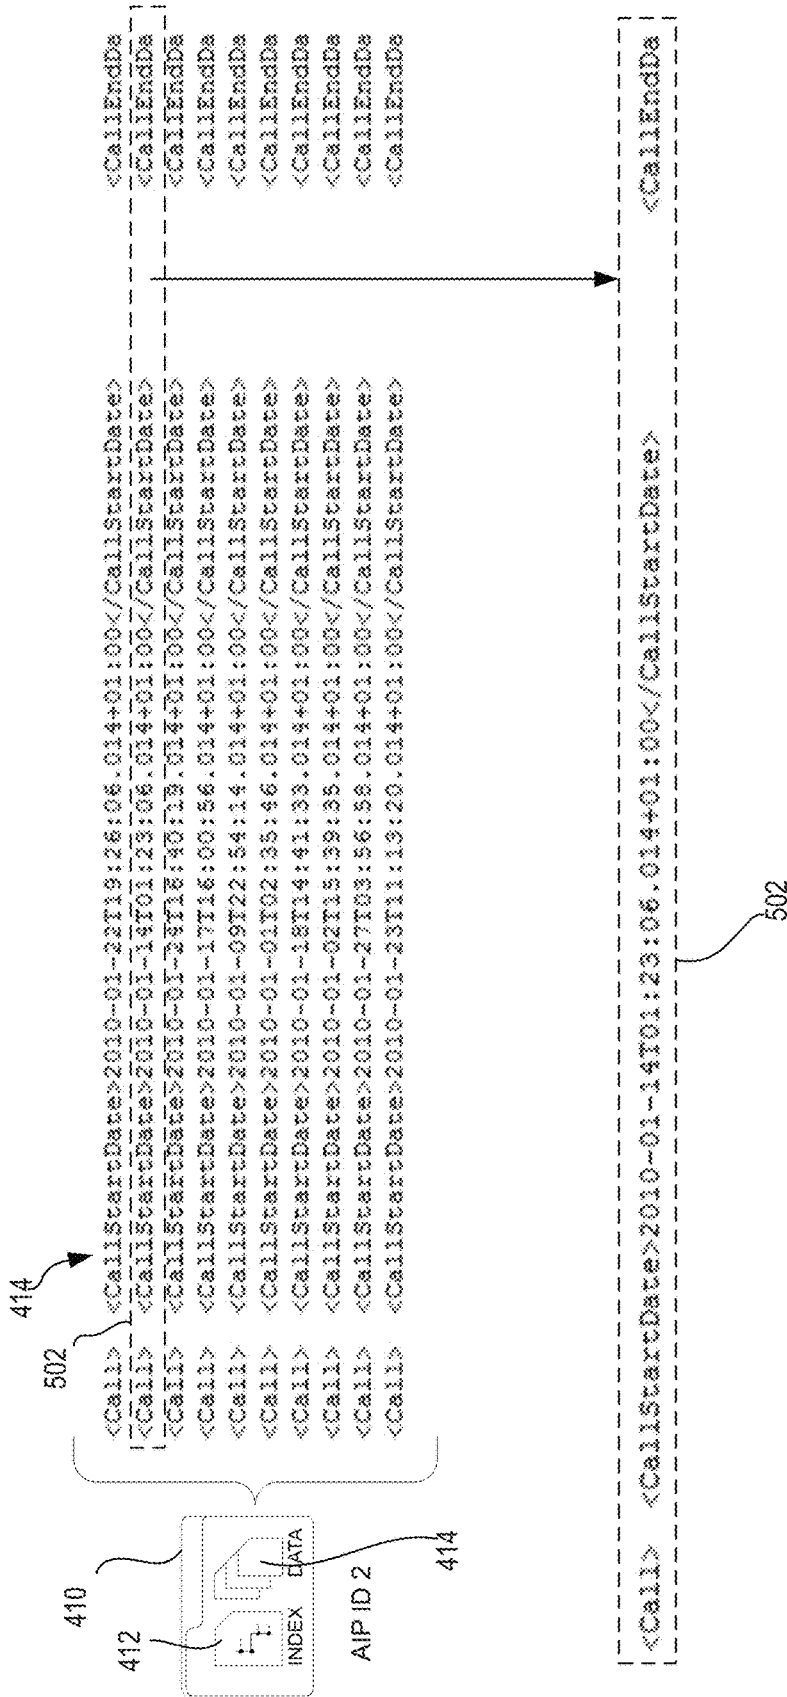 414
502
<Call> <CallStartDate>2010-01-22T19:26:06.014+01:00</CallStartDate> <CallEndDa
<Call> <CallStartDate>2010-01-14T01:23:06.014+01:00</CallStartDate> <CallEndDa
<Call> <CallStartDate>2010-01-24T16:40:19.014+01:00</CallStartDate> <CallEndDa
<Call> <CallStartDate>2010-01-17T16:00:56.014+01:00</CallStartDate> <CallEndDa
<Call> <CallStartDate>2010-01-09T22:54:14.014+01:00</CallStartDate> <CallEndDa
<Call> <CallStartDate>2010-01-01T02:35:46.014+01:00</CallStartDate> <CallEndDa
<Call> <CallStartDate>2010-01-18T14:41:33.014+01:00</CallStartDate> <CallEndDa
<Call> <CallStartDate>2010-01-02T15:39:35.014+01:00</CallStartDate> <CallEndDa
<Call> <CallStartDate>2010-01-27T03:56:58.014+01:00</CallStartDate> <CallEndDa
<Call> <CallStartDate>2010-01-23T11:13:20.014+01:00</CallStartDate> <CallEndDa
410
412
INDEX DATA
414
AIP ID 2
<Call> <CallStartDate>2010-01-14T01:23:06.014+01:00</CallStartDate> <CallEndDa
502